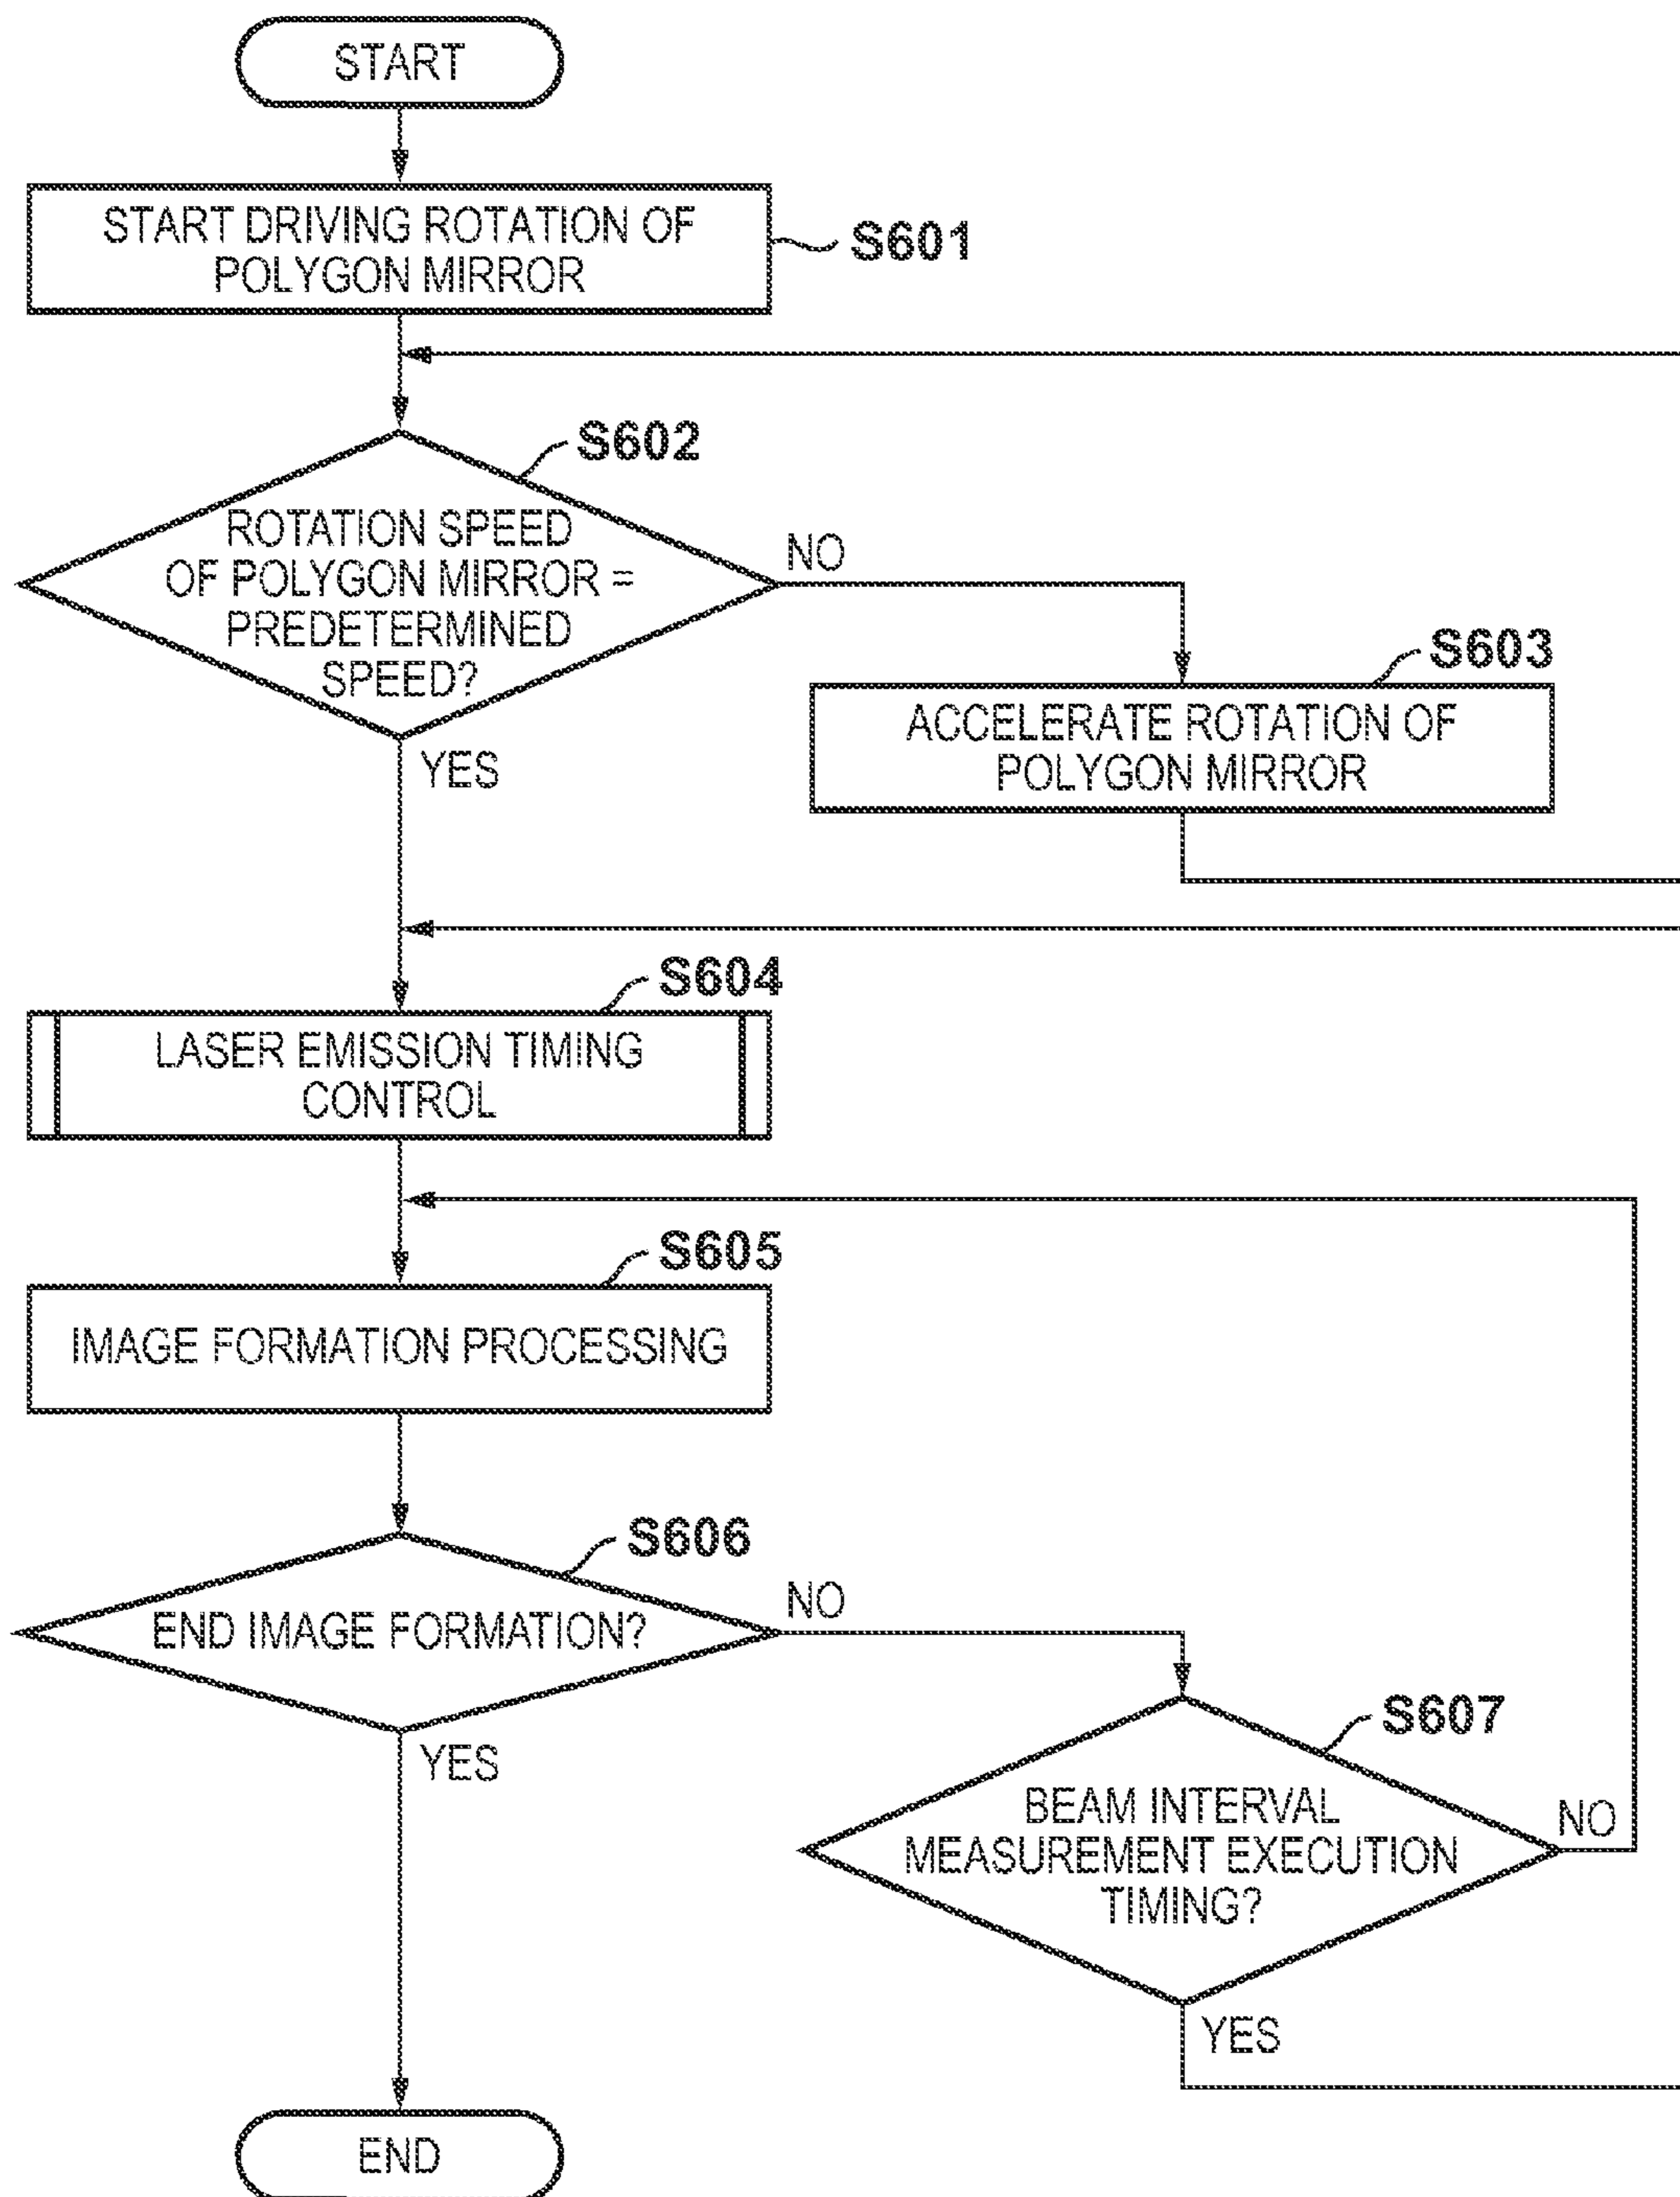 START
START DRIVING ROTATION OF
POLYGON MIRROR
S601
S602
ROTATION SPEED
OF POLYGON MIRROR =
PREDETERMINED
SPEED?
NO
YES
S603
ACCELERATE ROTATION OF
POLYGON MIRROR
S604
LASER EMISSION TIMING
CONTROL
S605
IMAGE FORMATION PROCESSING
S606
END IMAGE FORMATION?
NO
YES
S607
BEAM INTERVAL
MEASUREMENT EXECUTION
TIMING?
NO
YES
END